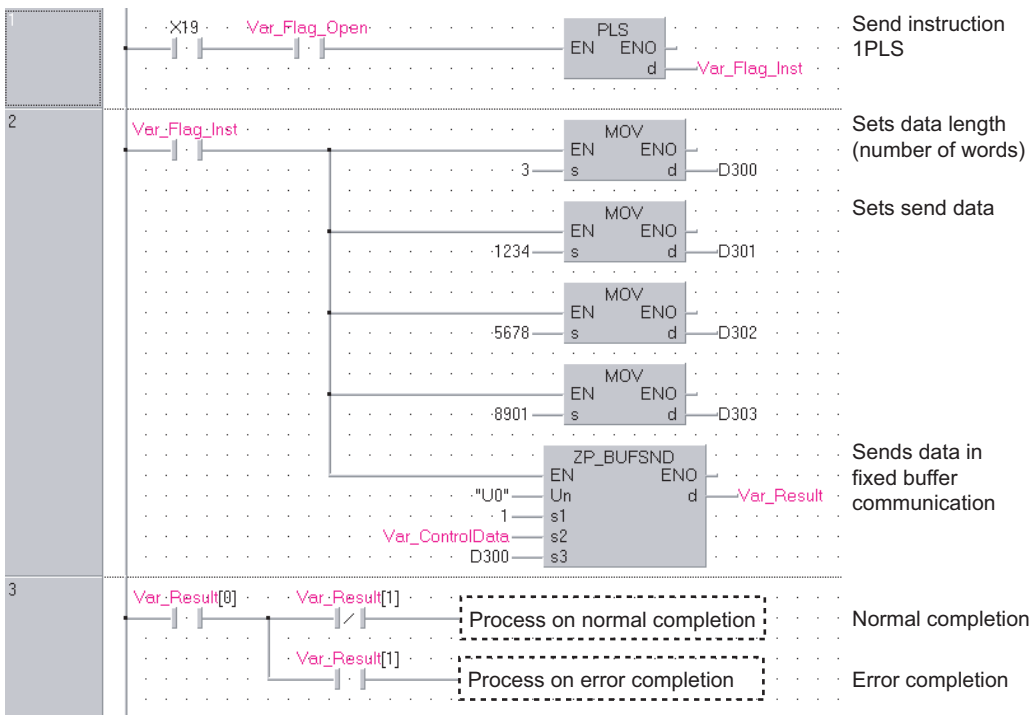 1
X19 Var_Flag_Open
PLS
EN ENO
d Var_Flag_Inst
Send instruction
1PLS
2
Var_Flag_Inst
MOV
EN ENO
3 s d D300
Sets data length
(number of words)
MOV
EN ENO
1234 s d D301
Sets send data
MOV
EN ENO
5678 s d D302
MOV
EN ENO
8901 s d D303
ZP_BUFSND
EN ENO
"U0" Un d Var_Result
1 s1
Var_ControlData s2
D300 s3
Sends data in
fixed buffer
communication
3
Var_Result[0] Var_Result[1]
Process on normal completion
Normal completion
Var_Result[1]
Process on error completion
Error completion